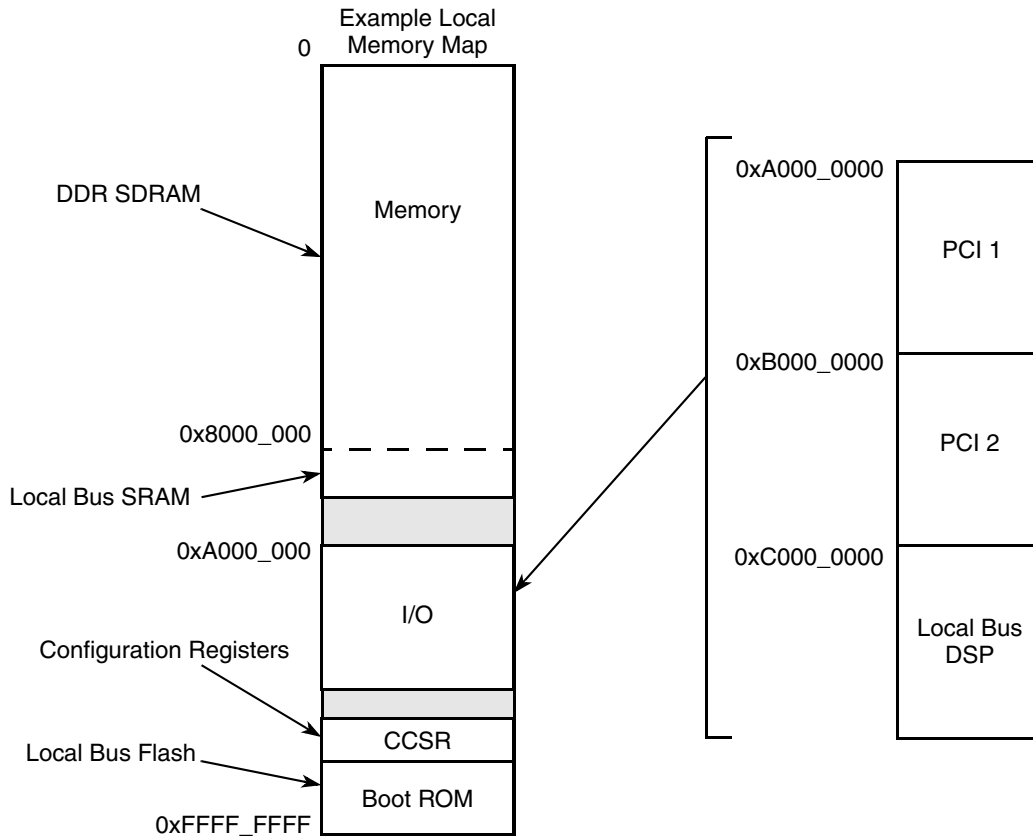 Example Local
Memory Map
0
DDR SDRAM
Memory
0x8000_000
Local Bus SRAM
0xA000_000
I/O
Configuration Registers
CCSR
Local Bus Flash
Boot ROM
0xFFFF_FFFF
0xA000_0000
PCI 1
0xB000_0000
PCI 2
0xC000_0000
Local Bus
DSP